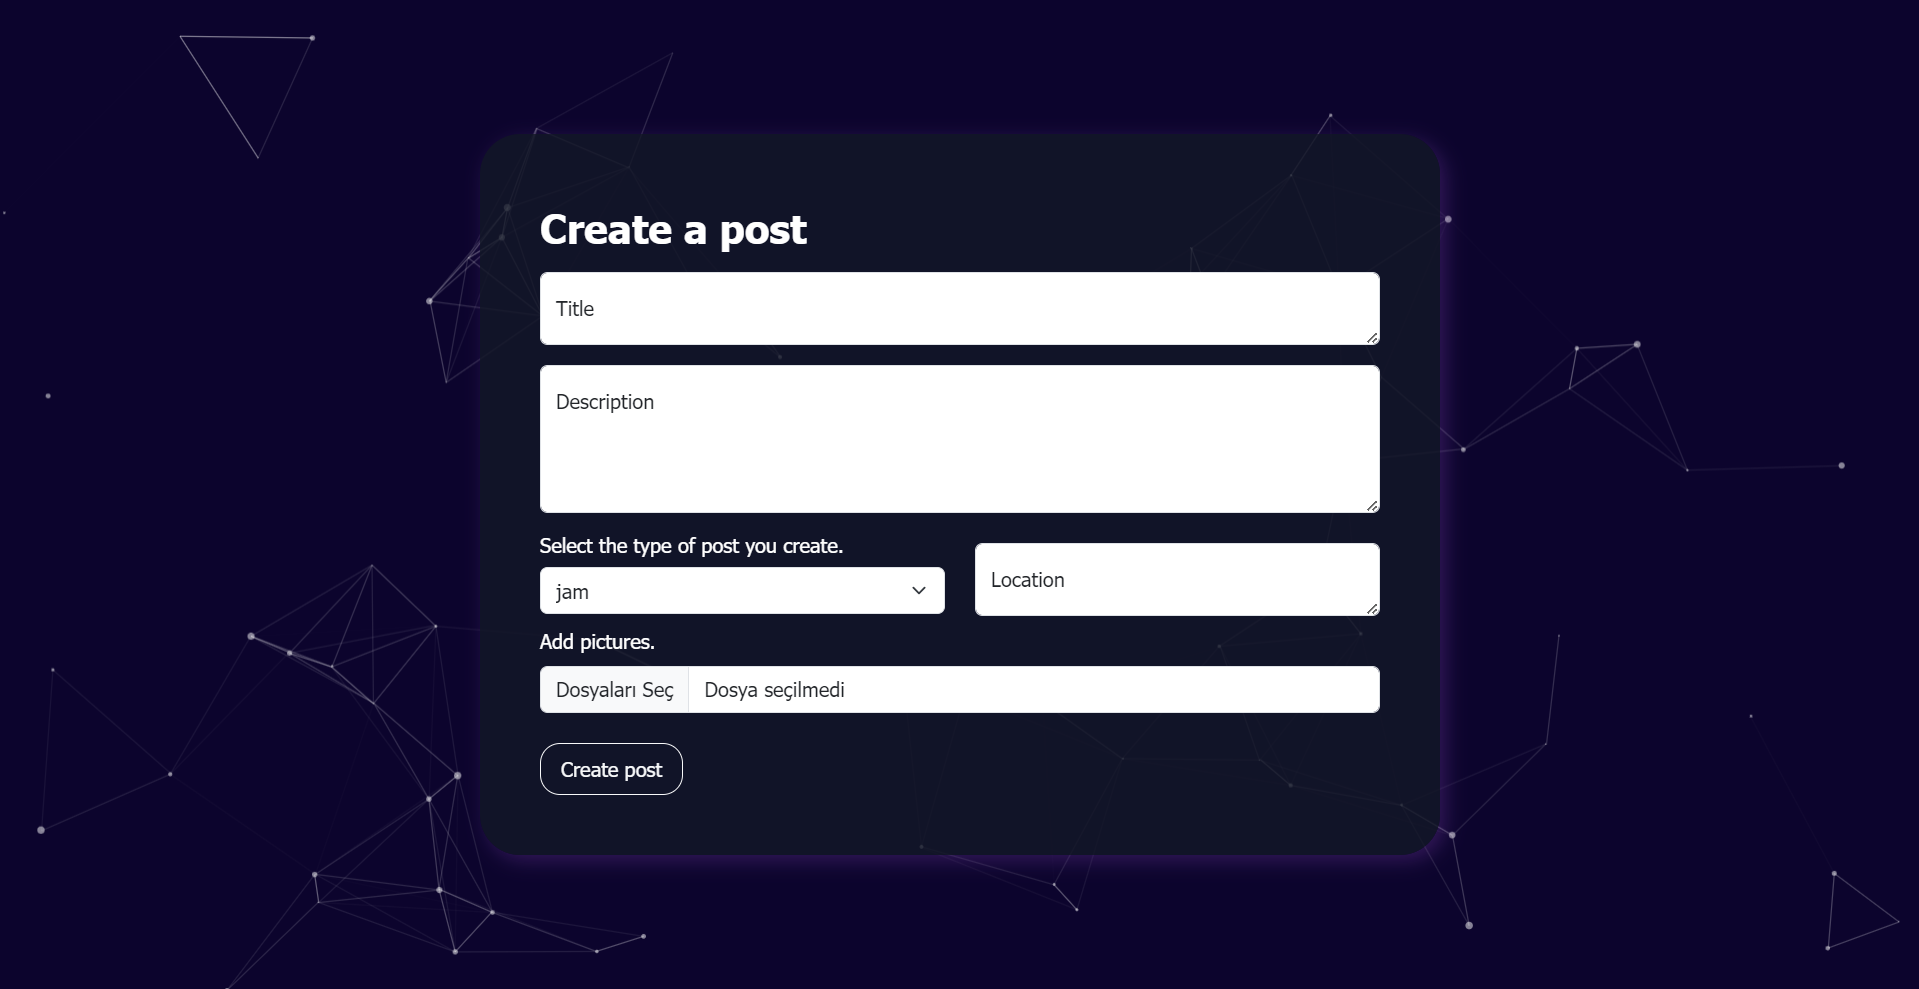 Create a post
Title
Description
Select the type of post you create.
jam
Location
Add pictures.
Dosyaları Seç Dosya seçilmedi
Create post